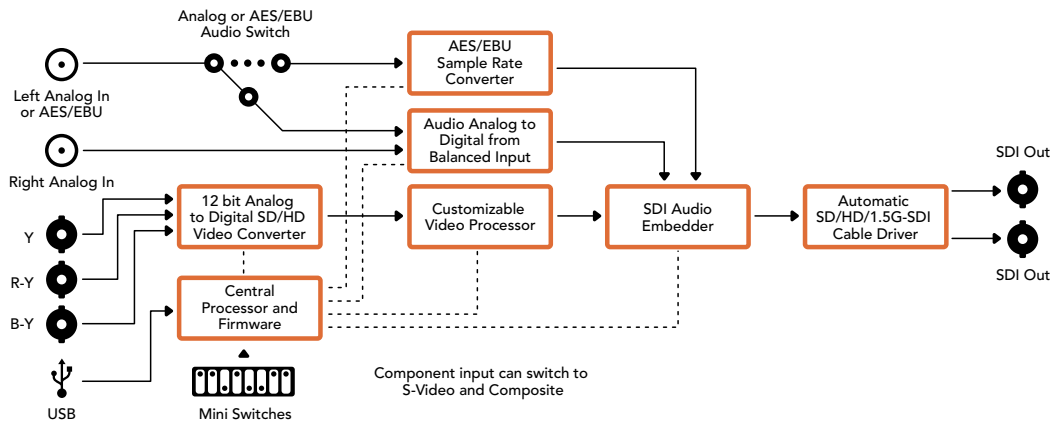 Analog or AES/EBU
Audio Switch
Left Analog In
or AES/EBU
Right Analog In
AES/EBU
Sample Rate
Converter
Audio Analog to
Digital from
Balanced Input
Y
R-Y
B-Y
12 bit Analog
to Digital SD/HD
Video Converter
Customizable
Video Processor
SDI Audio
Embedder
Automatic
SD/HD/1.5G-SDI
Cable Driver
SDI Out
SDI Out
Central
Processor and
Firmware
USB
Mini Switches
Component input can switch to
S-Video and Composite